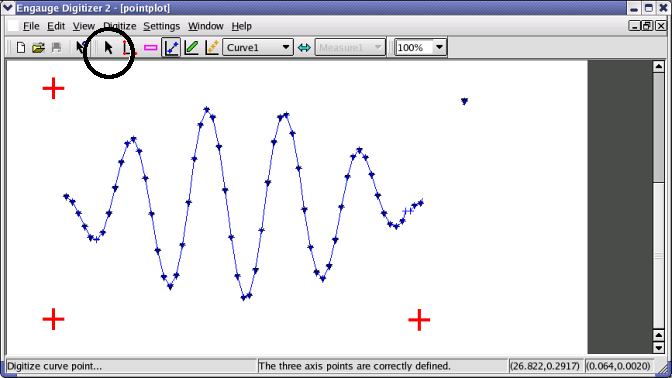 Engauge Digitizer 2 - [pointplot]
File Edit View Digitize Settings Window Help
Curve1 Measure1 100%
Digitize curve point... The three axis points are correctly defined. (26.822,0.2917) (0.064,0.0020)